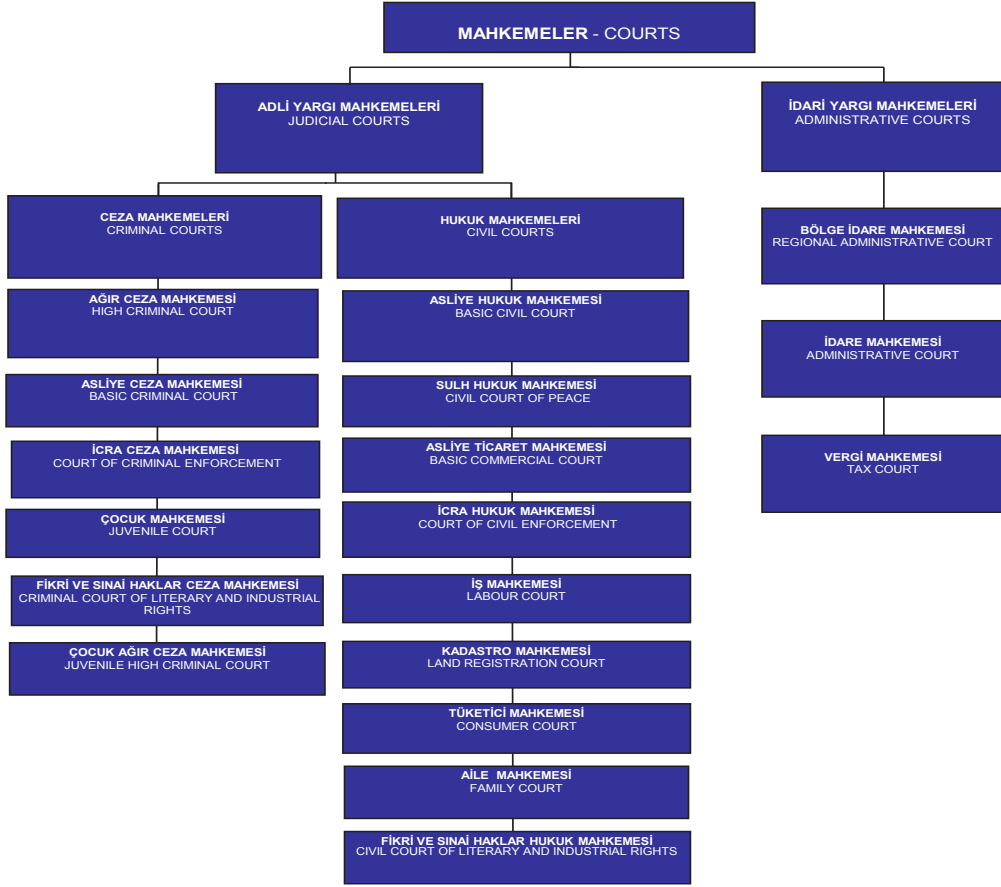 MAHKEMELER - COURTS
ADLİ YARGI MAHKEMELERİ
JUDICIAL COURTS
İDARİ YARGI MAHKEMELERİ
ADMINISTRATIVE COURTS
CEZA MAHKEMELERİ
CRIMINAL COURTS
AĞIR CEZA MAHKEMESİ
HIGH CRIMINAL COURT
ASLİYE CEZA MAHKEMESİ
BASIC CRIMINAL COURT
İCRA CEZA MAHKEMESİ
COURT OF CRIMINAL ENFORCEMENT
ÇOCUK MAHKEMESİ
JUVENILE COURT
FİKRİ VE SINAİ HAKLAR CEZA MAHKEMESİ
CRIMINAL COURT OF LITERARY AND INDUSTRIAL
RIGHTS
ÇOCUK AĞIR CEZA MAHKEMESİ
JUVENILE HIGH CRIMINAL COURT
HUKUK MAHKEMELERİ
CIVIL COURTS
ASLİYE HUKUK MAHKEMESİ
BASIC CIVIL COURT
SULH HUKUK MAHKEMESİ
CIVIL COURT OF PEACE
ASLİYE TİCARET MAHKEMESİ
BASIC COMMERCIAL COURT
İCRA HUKUK MAHKEMESİ
COURT OF CIVIL ENFORCEMENT
İŞ MAHKEMESİ
LABOUR COURT
KADASTRO MAHKEMESİ
LAND REGISTRATION COURT
TÜKETİCİ MAHKEMESİ
CONSUMER COURT
AİLE MAHKEMESİ
FAMILY COURT
FİKRİ VE SINAİ HAKLAR HUKUK MAHKEMESİ
CIVIL COURT OF LITERARY AND INDUSTRIAL RIGHTS
BÖLGE İDARE MAHKEMESİ
REGIONAL ADMINISTRATIVE COURT
İDARE MAHKEMESİ
ADMINISTRATIVE COURT
VERGİ MAHKEMESİ
TAX COURT